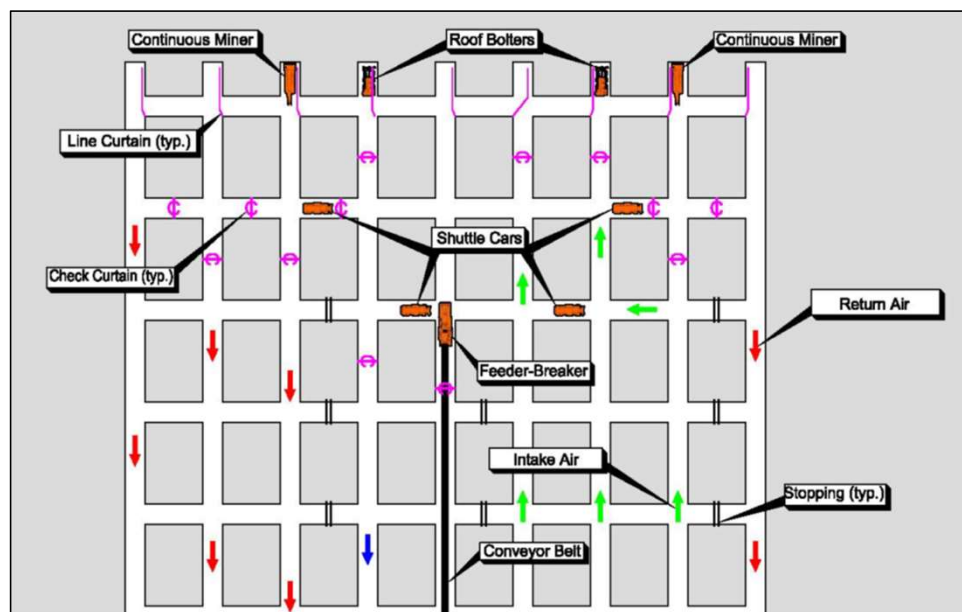 Continuous Miner
Roof Bolters
Continuous Miner
Line Curtain (typ.)
Shuttle Cars
Check Curtain (typ.)
Return Air
Feeder-Breaker
Intake Air
Stopping (typ.)
Conveyor Belt